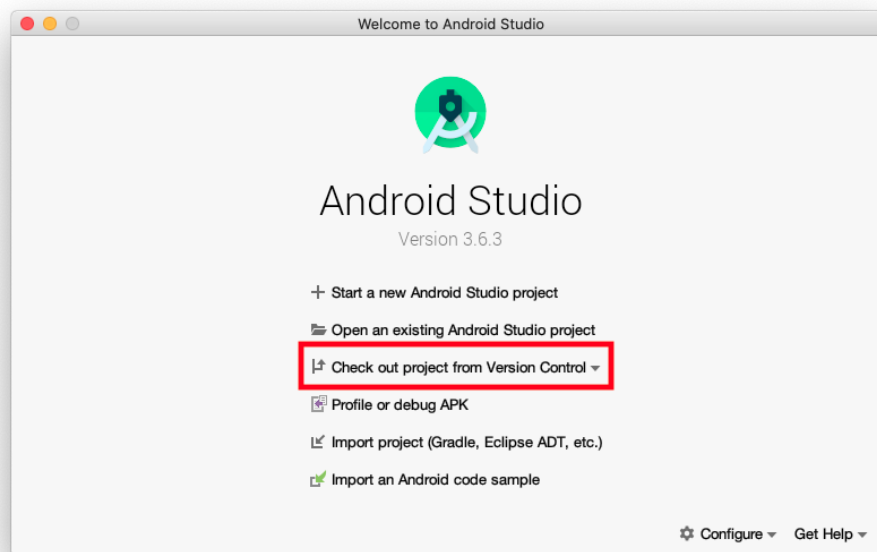 Welcome to Android Studio
Android Studio
Version 3.6.3
Start a new Android Studio project
Open an existing Android Studio project
Check out project from Version Control
Profile or debug APK
Import project (Gradle, Eclipse ADT, etc.)
Import an Android code sample
Configure Get Help